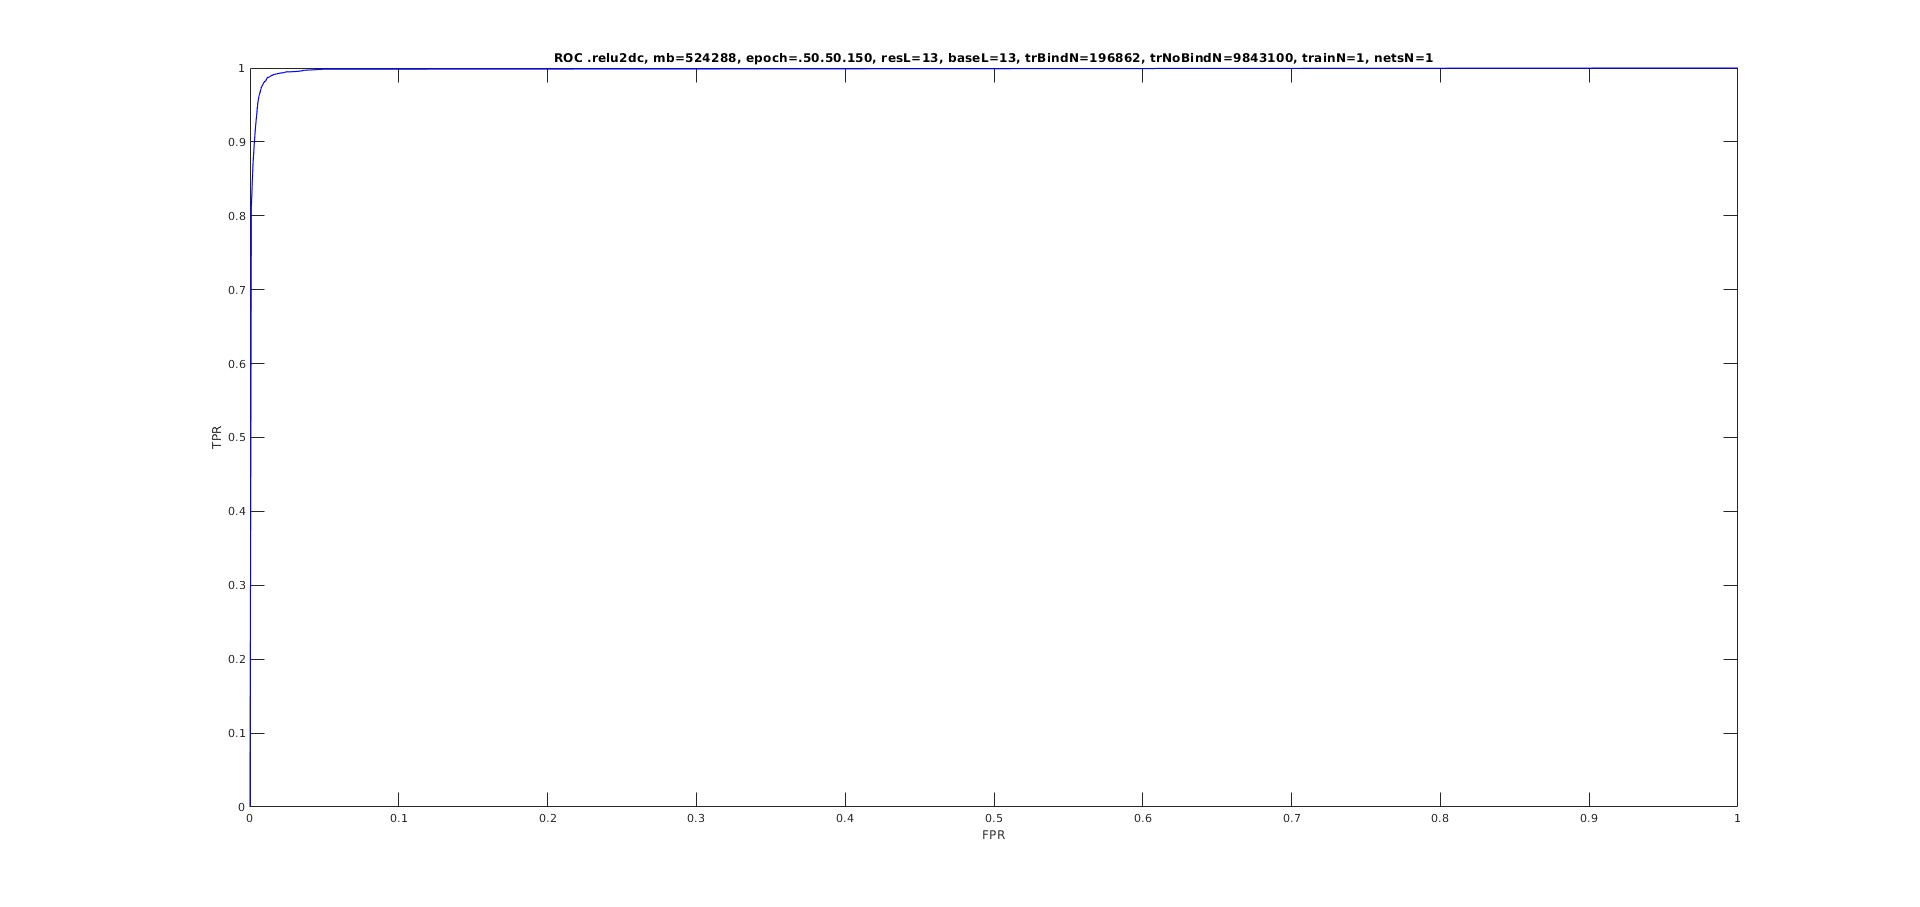 ROC .relu2dc, mb=524288, epoch=.50.50.150, resL=13, baseL=13, trBindN=196862, trNoBindN=9843100, trainN=1, netsN=1
1
0.9
0.8
0.7
0.6
TPR
0.5
0.4
0.3
0.2
0.1
0
0 0.1 0.2 0.3 0.4 0.5 0.6 0.7 0.8 0.9 1
FPR